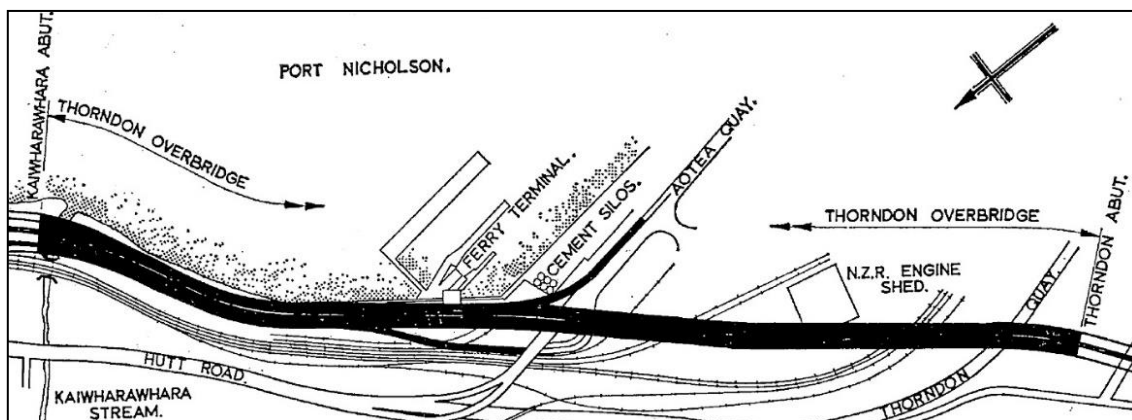 PORT NICHOLSON.
KAIWHARAWHARA ABUT.
THORNDON OVERBRIDGE
FERRY TERMINAL.
CEMENT SILOS.
AOTEA QUAY.
THORNDON OVERBRIDGE
THORNDON ABUT.
N.Z.R. ENGINE
SHED.
HUTT ROAD.
KAIWHARAWHARA
STREAM.
THORNDON QUAY.